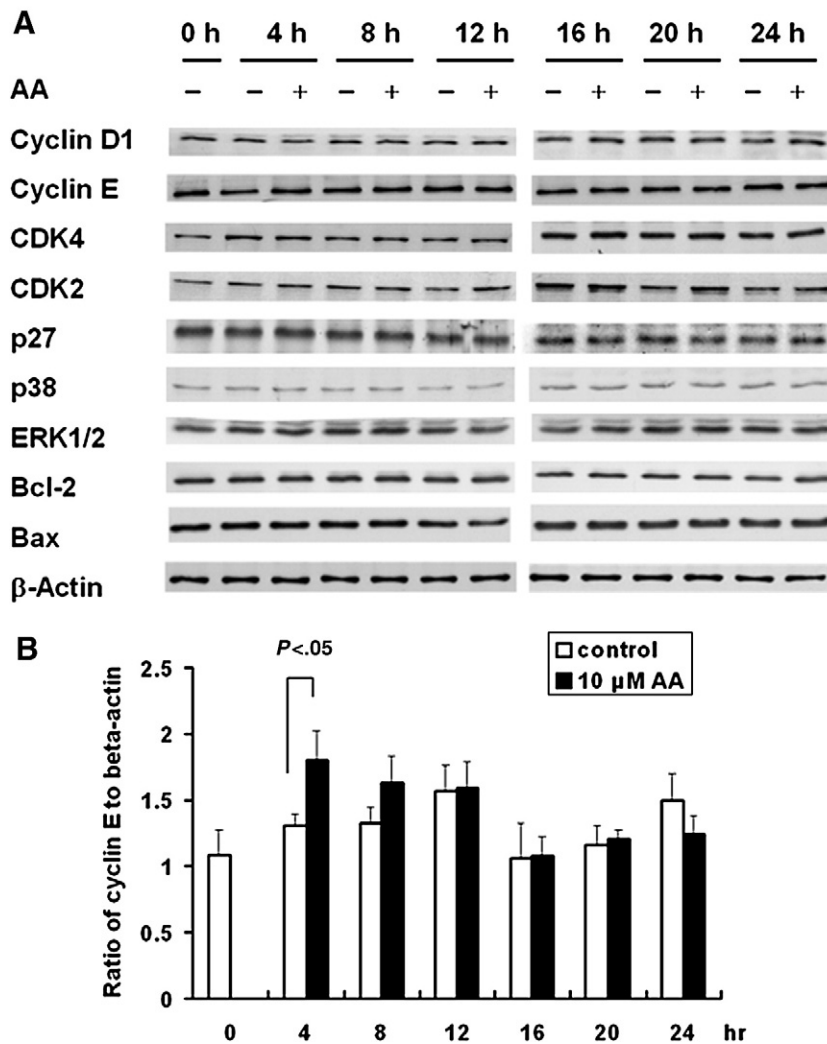 A
0 h 4 h 8 h 12 h 16 h 20 h 24 h
AA − − + − + − + − + − + − +
Cyclin D1
Cyclin E
CDK4
CDK2
p27
p38
ERK1/2
Bcl-2
Bax
β-Actin
B
P<.05
control
10 µM AA
Ratio of cyclin E to beta-actin
2.5
2
1.5
1
0.5
0
0 4 8 12 16 20 24 hr